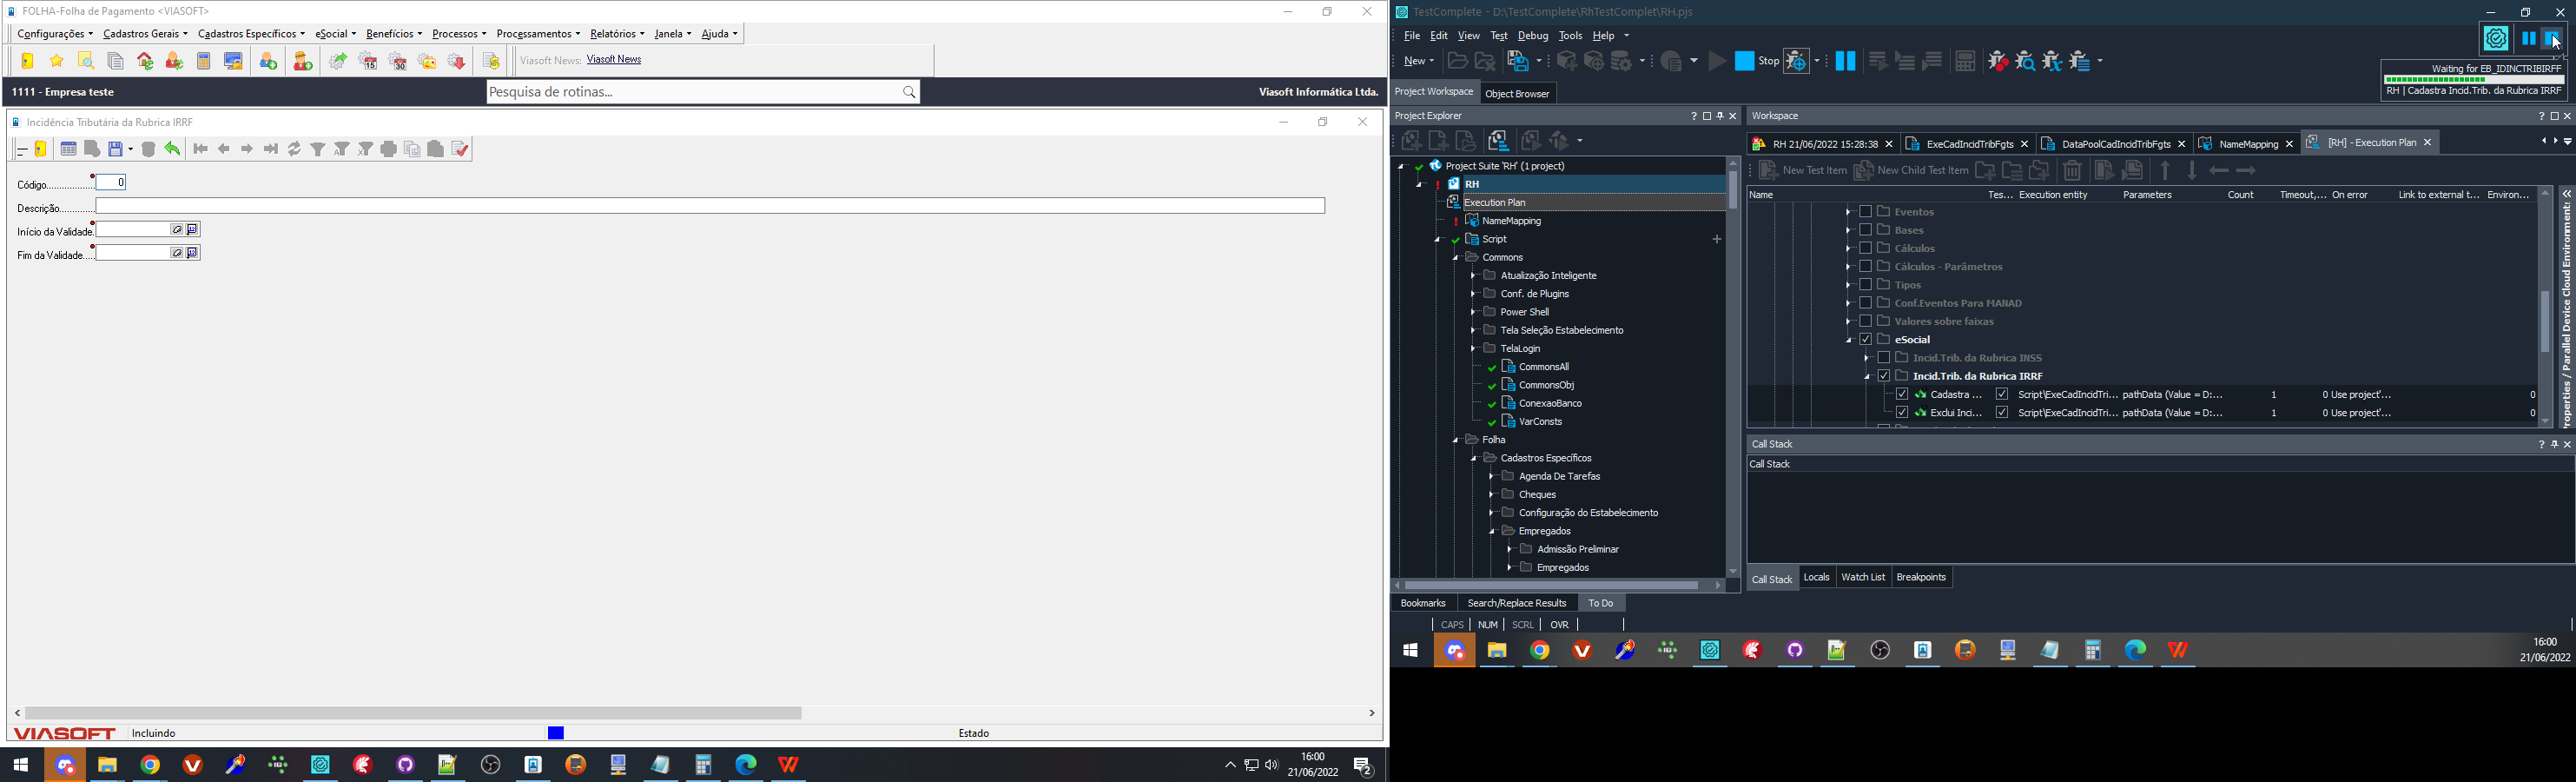 FOLHA-Folha de Pagamento <VIASOFT>
Configurações Cadastros Gerais Cadastros Específicos eSocial Benefícios Processos Processamentos Relatórios Janela Ajuda
Viasoft News: Viasoft News
1111 - Empresa teste
Pesquisa de rotinas...
Viasoft Informática Ltda.
Incidência Tributária da Rubrica IRRF
Código.................. 0
Descrição.............
Início da Validade.
Fim da Validade.....
VIASOFT
Incluindo
Estado
16:00
21/06/2022
2
TestComplete - D:\TestComplete\RhTestComplet\RH.pjs
File Edit View Test Debug Tools Help
New
Stop
Waiting for EB_IDINCTRIBIRFF
RH | Cadastra Incid.Trib. da Rubrica IRRF
Project Workspace
Object Browser
Project Explorer
Project Suite 'RH' (1 project)
RH
Execution Plan
NameMapping
Script
Commons
Atualização Inteligente
Conf. de Plugins
Power Shell
Tela Seleção Estabelecimento
TelaLogin
CommonsAll
CommonsObj
ConexaoBanco
VarConsts
Folha
Cadastros Específicos
Agenda De Tarefas
Cheques
Configuração do Estabelecimento
Empregados
Admissão Preliminar
Empregados
Bookmarks
Search/Replace Results
To Do
CAPS NUM SCRL OVR
Workspace
RH 21/06/2022 15:28:38
ExeCadIncidTribFgts
DataPoolCadIncidTribFgts
NameMapping
[RH] - Execution Plan
New Test Item
New Child Test Item
Name Tes... Execution entity Parameters Count Timeout,... On error Link to external t... Environ...
Eventos
Bases
Cálculos
Cálculos - Parâmetros
Tipos
Conf.Eventos Para MANAD
Valores sobre faixas
eSocial
Incid.Trib. da Rubrica INSS
Incid.Trib. da Rubrica IRRF
Cadastra ... Script\ExeCadIncidTri... pathData (Value = D:... 1 0 Use project'... 0
Exclui Inci... Script\ExeCadIncidTri... pathData (Value = D:... 1 0 Use project'... 0
Properties / Parallel Device Cloud Environments
Call Stack
Call Stack
Call Stack
Locals
Watch List
Breakpoints
16:00
21/06/2022